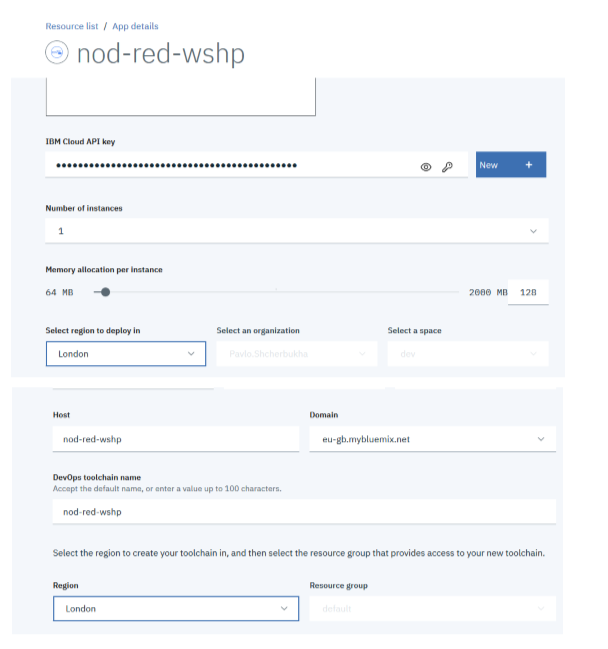 Resource list / App details
nod-red-wshp
IBM Cloud API key
••••••••••••••••••••••••••••••••••••••••••••
New +
Number of instances
1
Memory allocation per instance
64 MB 2000 MB 128
Select region to deploy in Select an organization Select a space
London Pavlo.Shcherbukha dev
Host Domain
nod-red-wshp eu-gb.mybluemix.net
DevOps toolchain name
Accept the default name, or enter a value up to 100 characters.
nod-red-wshp
Select the region to create your toolchain in, and then select the resource group that provides access to your new toolchain.
Region Resource group
London default